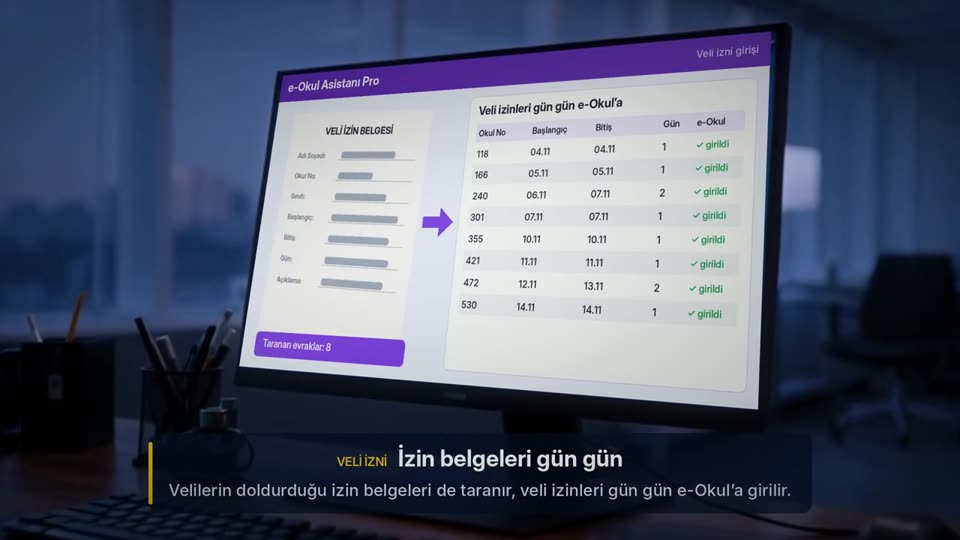 e-Okul Asistanı Pro
Veli izni girişi
VELİ İZİN BELGESİ
Adı Soyadı:
Okul No:
Sınıfı:
Başlangıç:
Bitiş:
Gün:
Açıklama:
Taranan evraklar: 8
Veli izinleri gün gün e-Okul’a
Okul No Başlangıç Bitiş Gün e-Okul
118 04.11 04.11 1 ✓ girildi
166 05.11 05.11 1 ✓ girildi
240 06.11 07.11 2 ✓ girildi
301 07.11 07.11 1 ✓ girildi
355 10.11 10.11 1 ✓ girildi
421 11.11 11.11 1 ✓ girildi
472 12.11 13.11 2 ✓ girildi
530 14.11 14.11 1 ✓ girildi
VELİ İZNİ İzin belgeleri gün gün
Velilerin doldurduğu izin belgeleri de taranır, veli izinleri gün gün e-Okul’a girilir.